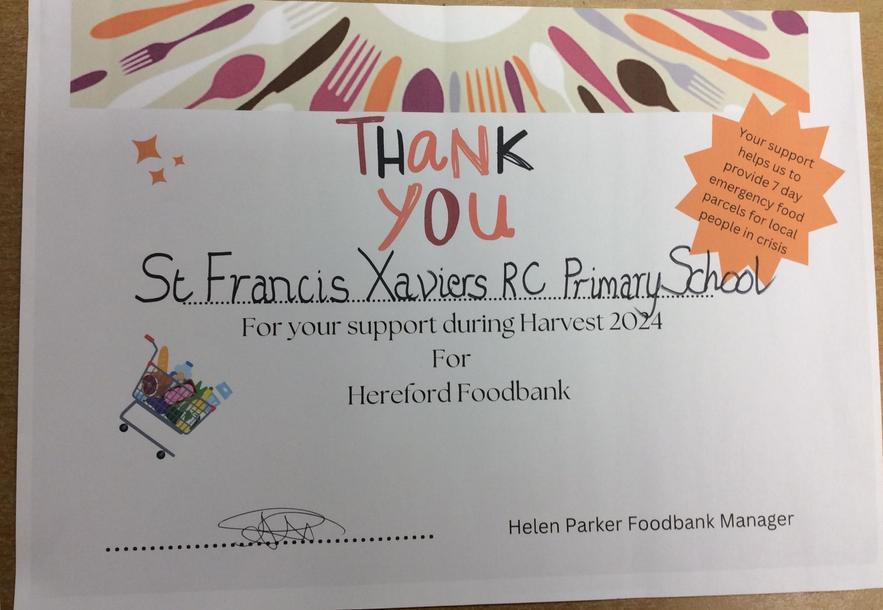 THANK
YOU
Your support
helps us to
provide 7 day
emergency food
parcels for local
people in crisis
St Francis Xaviers RC Primary School
For your support during Harvest 2024
For
Hereford Foodbank
Helen Parker Foodbank Manager